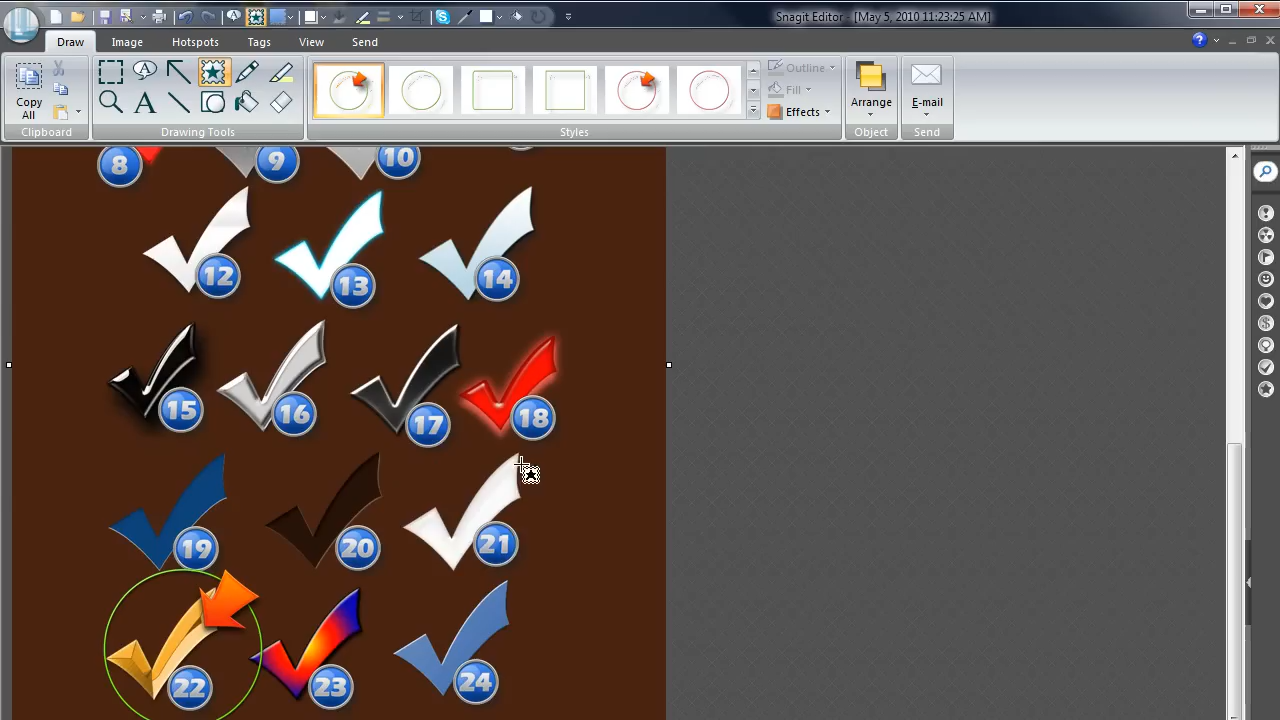 Snagit Editor - [May 5, 2010 11:23:25 AM]
Draw Image Hotspots Tags View Send
Copy All
Clipboard
Drawing Tools
Styles
Outline
Fill
Effects
Arrange
Object
E-mail
Send
8 9 10
12 13 14
15 16 17 18
19 20 21
22 23 24